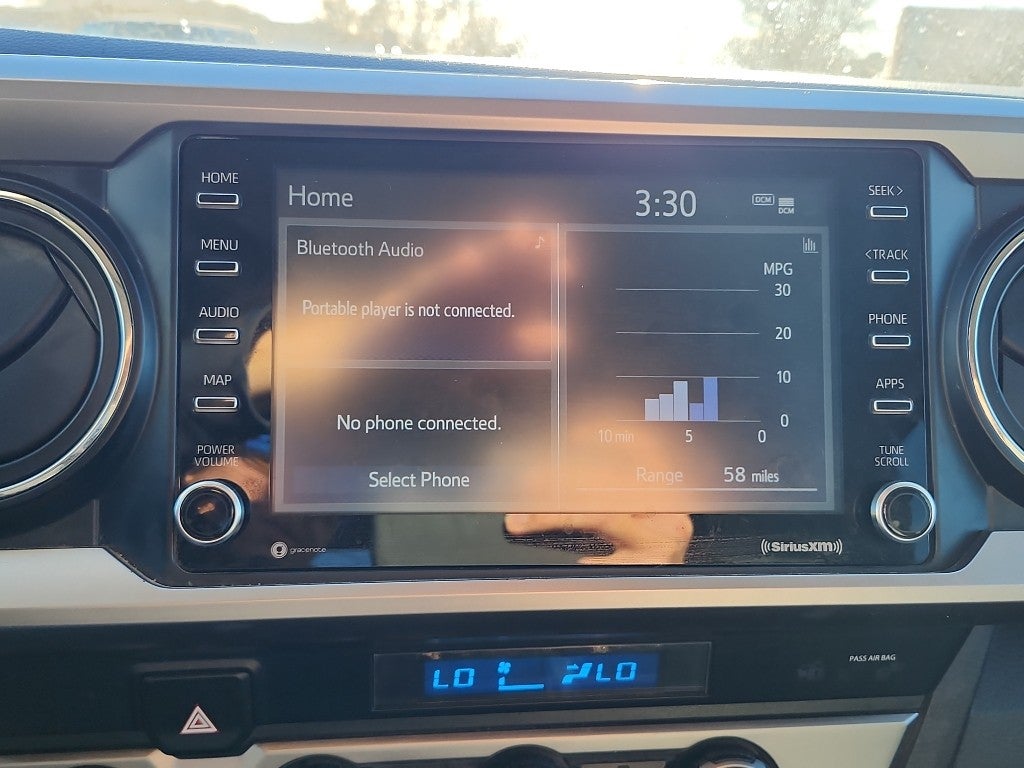 HOME
MENU
AUDIO
MAP
POWER
VOLUME
Home
3:30
DCM
DCM
Bluetooth Audio
Portable player is not connected.
No phone connected.
Select Phone
MPG
30
20
10
0
10 min 5 0
Range 58 miles
SEEK>
<TRACK
PHONE
APPS
TUNE
SCROLL
gracenote
((SiriusXM))
LO LO
PASS AIR BAG